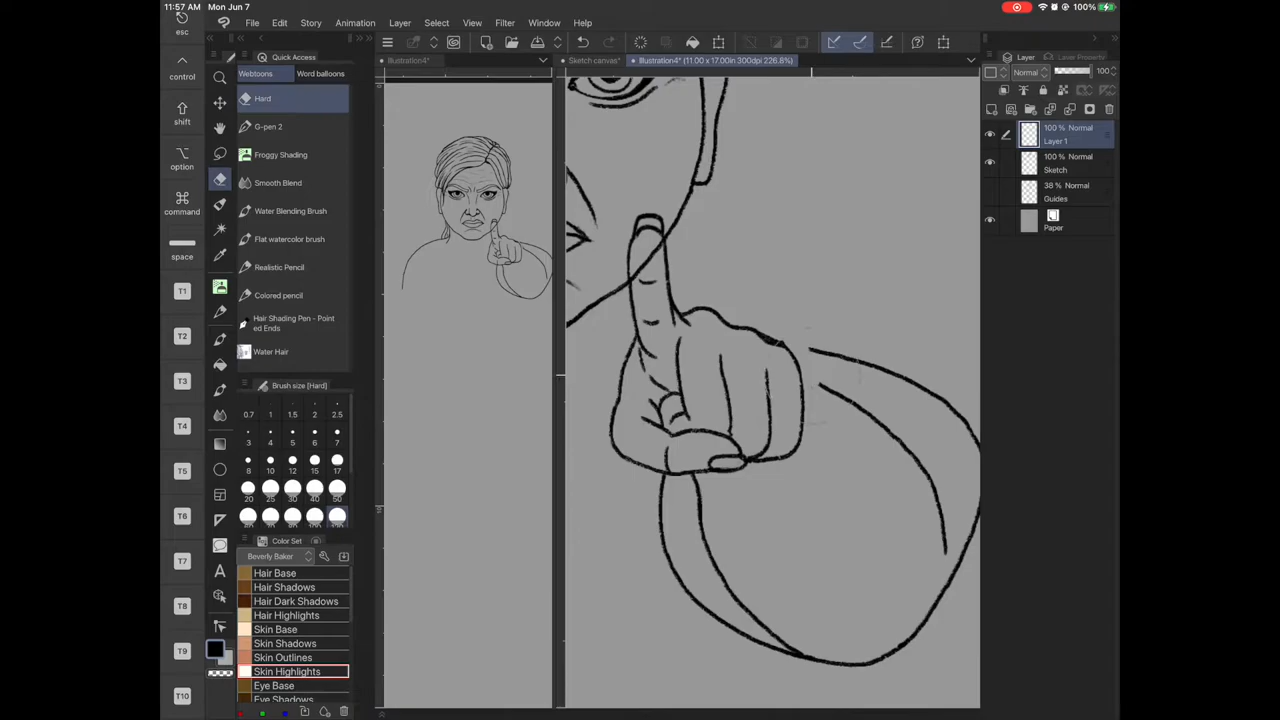 11:57 AM Mon Jun 7
100%
File Edit Story Animation Layer Select View Filter Window Help
esc
control
shift
option
command
space
T1
T2
T3
T4
T5
T6
T7
T8
T9
T10
Quick Access
Webtoons Word balloons
Hard
G-pen 2
Froggy Shading
Smooth Blend
Water Blending Brush
Flat watercolor brush
Realistic Pencil
Colored pencil
Hair Shading Pen - Point
ed Ends
Water Hair
Brush size [Hard]
0.7 1 1.5 2 2.5
3 4 5 6 7
8 10 12 15 17
20 25 30 40 50
Color Set
Beverly Baker
Hair Base
Hair Shadows
Hair Dark Shadows
Hair Highlights
Skin Base
Skin Shadows
Skin Outlines
Skin Highlights
Eye Base
Eye Shadows
Illustration4*
Sketch canvas*
Illustration4* (11.00 x 17.00in 300dpi 226.8%)
Layer Layer Property
Normal 100
100 % Normal
Layer 1
100 % Normal
Sketch
38 % Normal
Guides
Paper